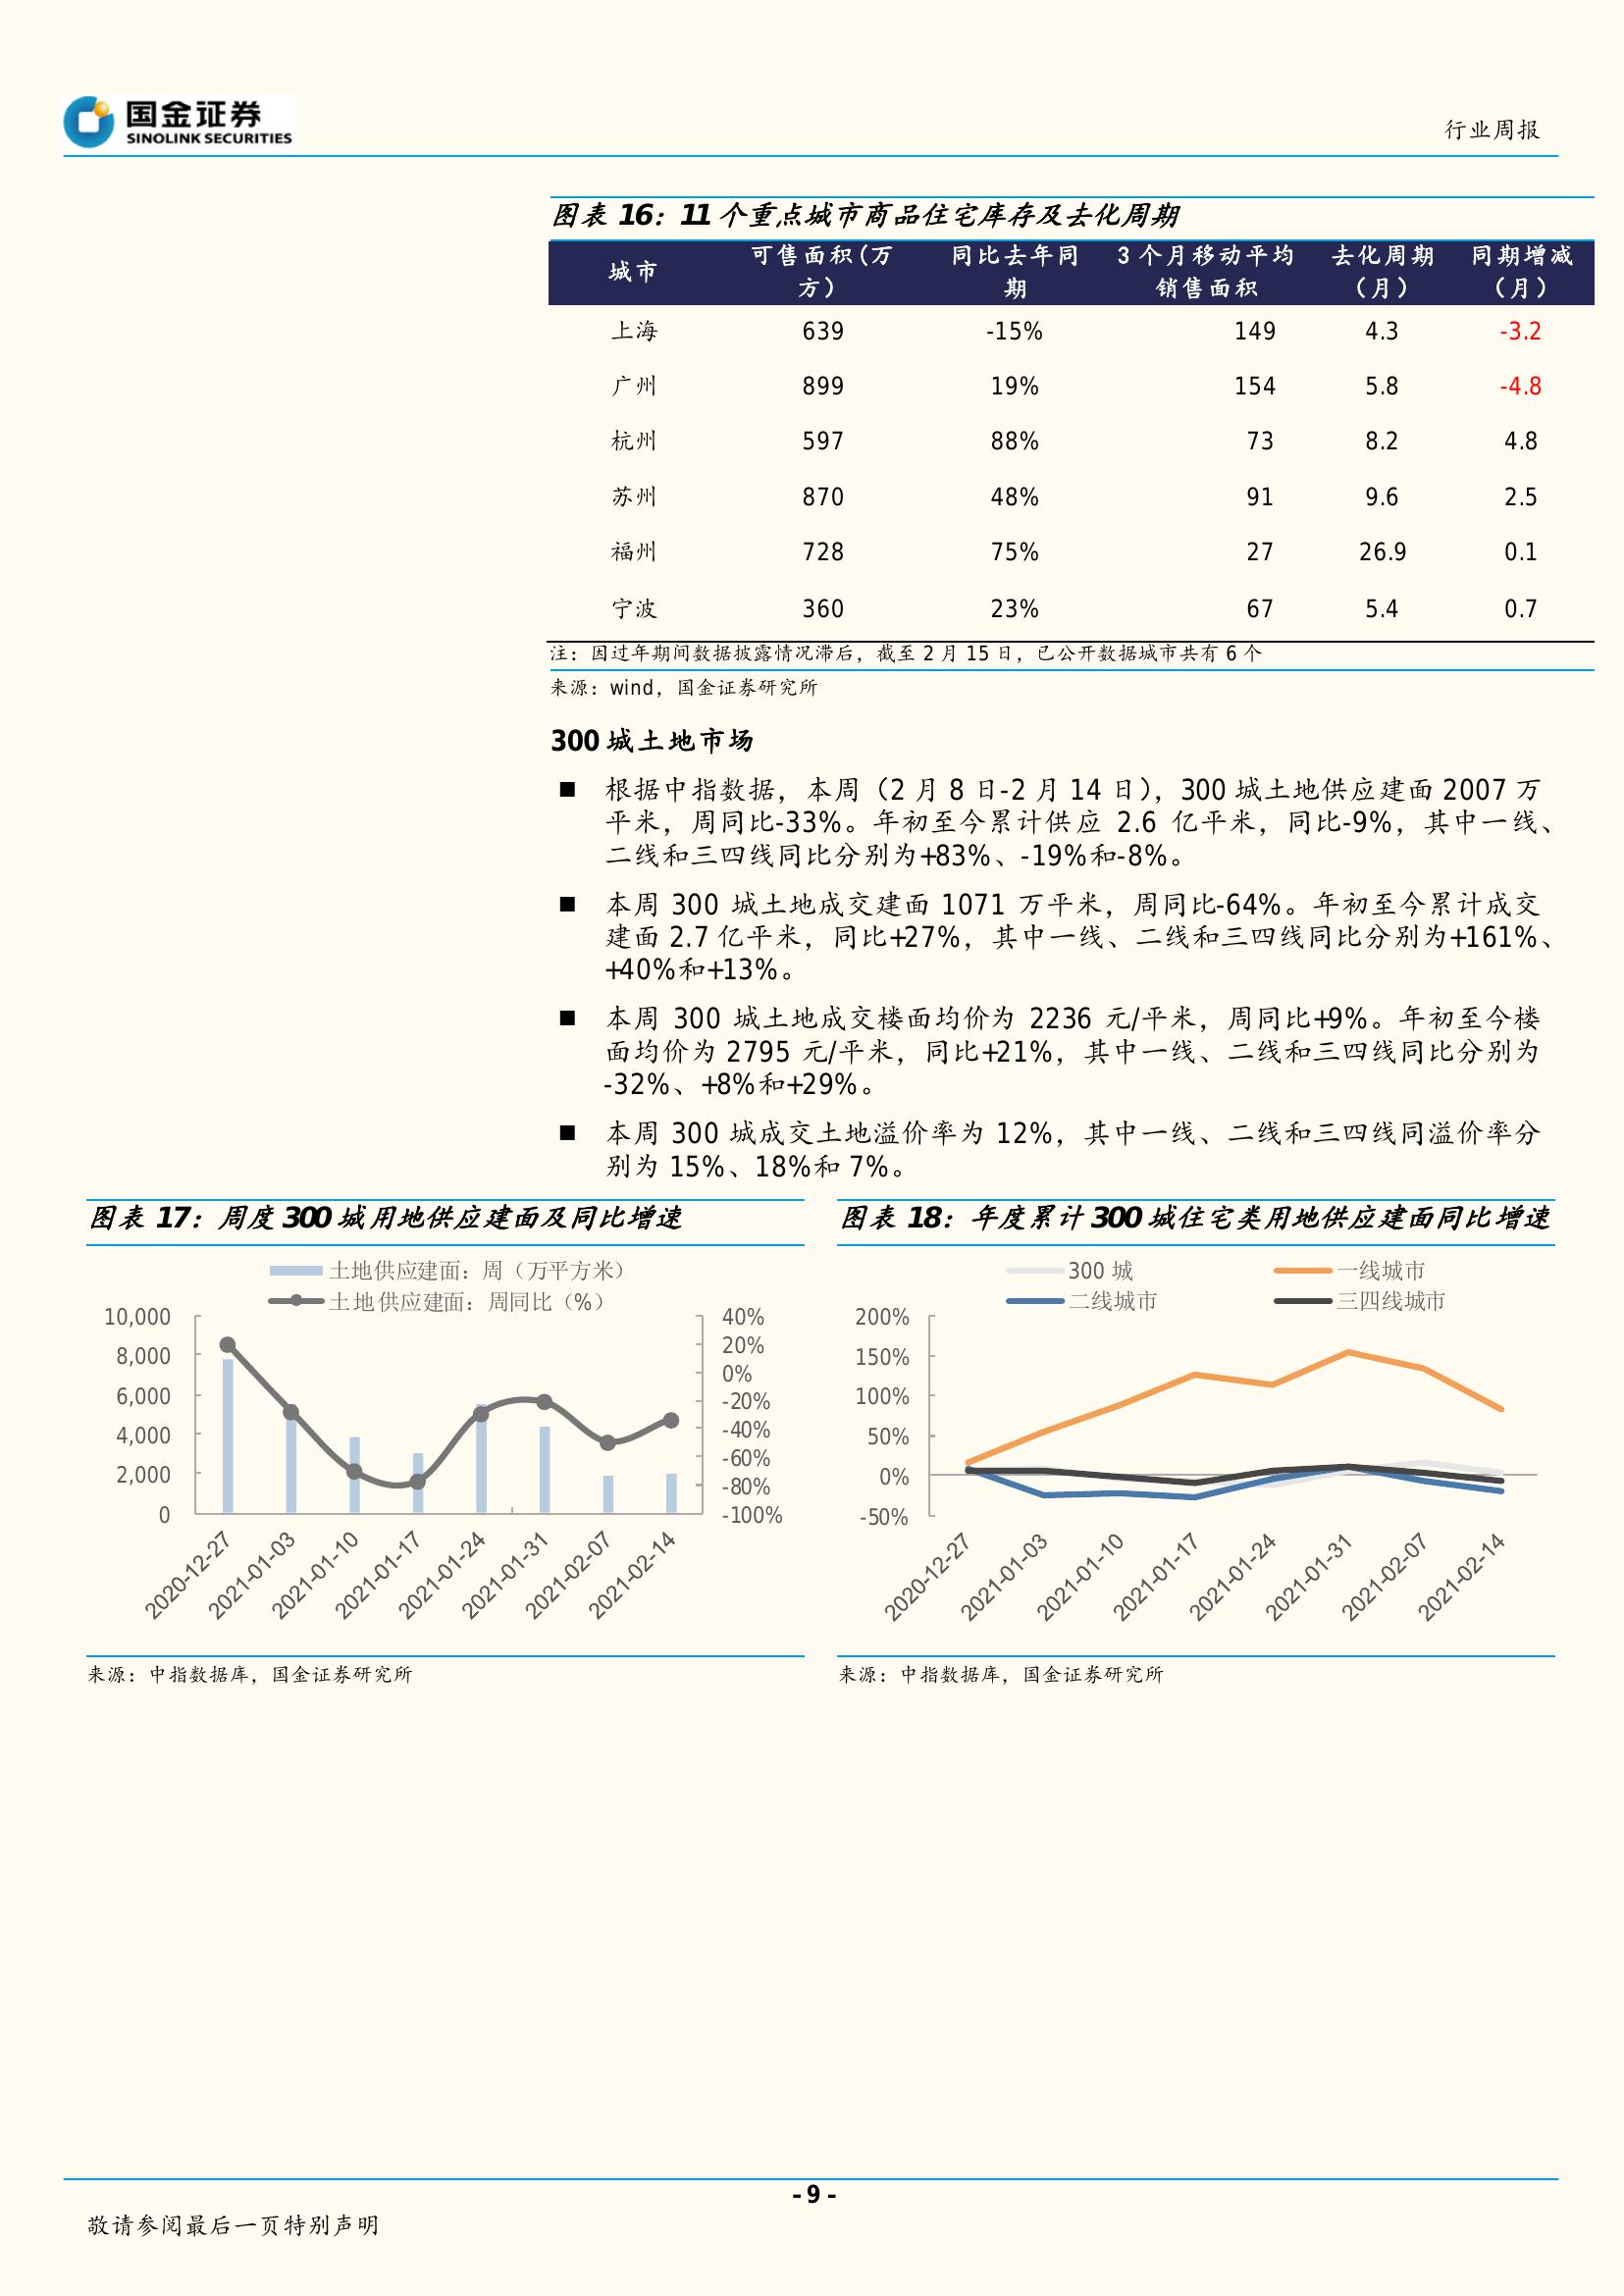 国金证券
SINOLINK SECURITIES
行业周报
图表 16：11 个重点城市商品住宅库存及去化周期
城市 可售面积(万方) 同比去年同期 3 个月移动平均销售面积 去化周期（月） 同期增减（月）
上海 639 -15% 149 4.3 -3.2
广州 899 19% 154 5.8 -4.8
杭州 597 88% 73 8.2 4.8
苏州 870 48% 91 9.6 2.5
福州 728 75% 27 26.9 0.1
宁波 360 23% 67 5.4 0.7
注：因过年期间数据披露情况滞后，截至 2 月 15 日，已公开数据城市共有 6 个
来源：wind，国金证券研究所
300 城土地市场
■ 根据中指数据，本周（2 月 8 日-2 月 14 日），300 城土地供应建面 2007 万
平米，周同比-33%。年初至今累计供应 2.6 亿平米，同比-9%，其中一线、
二线和三四线同比分别为+83%、-19%和-8%。
■ 本周 300 城土地成交建面 1071 万平米，周同比-64%。年初至今累计成交
建面 2.7 亿平米，同比+27%，其中一线、二线和三四线同比分别为+161%、
+40%和+13%。
■ 本周 300 城土地成交楼面均价为 2236 元/平米，周同比+9%。年初至今楼
面均价为 2795 元/平米，同比+21%，其中一线、二线和三四线同比分别为
-32%、+8%和+29%。
■ 本周 300 城成交土地溢价率为 12%，其中一线、二线和三四线同溢价率分
别为 15%、18%和 7%。
图表 17：周度 300 城用地供应建面及同比增速
土地供应建面：周（万平方米）
土地供应建面：周同比（%）
10,000
8,000
6,000
4,000
2,000
0
40%
20%
0%
-20%
-40%
-60%
-80%
-100%
2020-12-27
2021-01-03
2021-01-10
2021-01-17
2021-01-24
2021-01-31
2021-02-07
2021-02-14
来源：中指数据库，国金证券研究所
图表 18：年度累计 300 城住宅类用地供应建面同比增速
300 城 一线城市
二线城市 三四线城市
200%
150%
100%
50%
0%
-50%
2020-12-27
2021-01-03
2021-01-10
2021-01-17
2021-01-24
2021-01-31
2021-02-07
2021-02-14
来源：中指数据库，国金证券研究所
- 9 -
敬请参阅最后一页特别声明